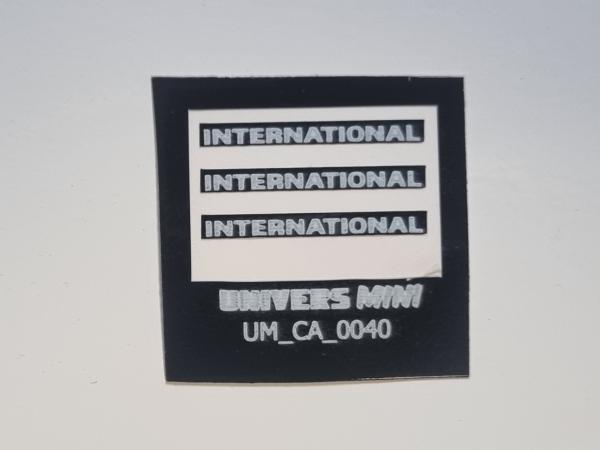 INTERNATIONAL
INTERNATIONAL
INTERNATIONAL
UNIVERS MINI
UM_CA_0040